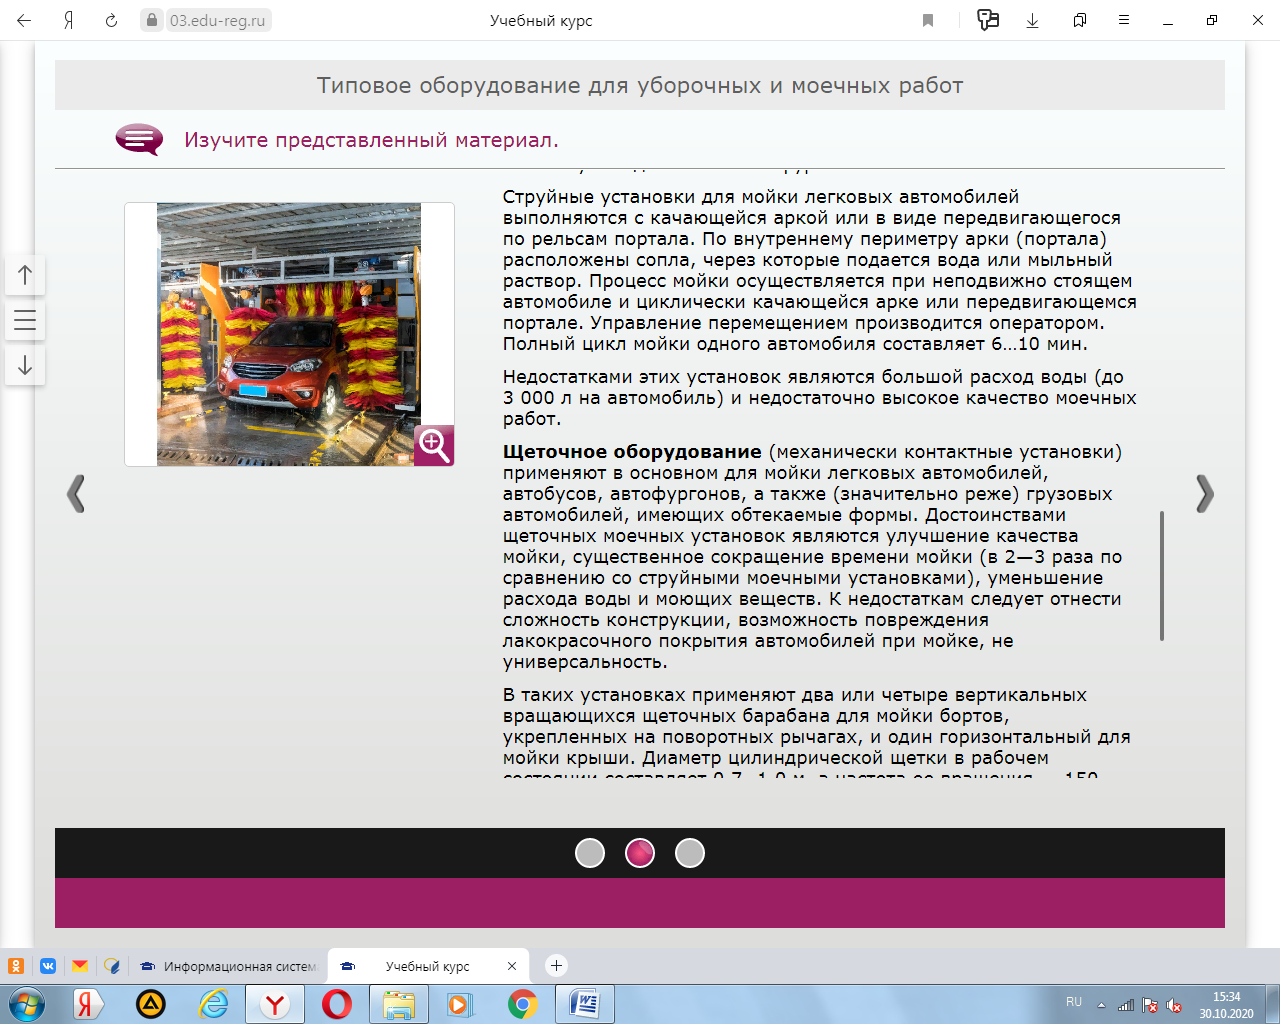 03.edu-reg.ru
Учебный курс
Типовое оборудование для уборочных и моечных работ
Изучите представленный материал.
Струйные установки для мойки легковых автомобилей
выполняются с качающейся аркой или в виде передвигающегося
по рельсам портала. По внутреннему периметру арки (портала)
расположены сопла, через которые подается вода или мыльный
раствор. Процесс мойки осуществляется при неподвижно стоящем
автомобиле и циклически качающейся арке или передвигающемся
портале. Управление перемещением производится оператором.
Полный цикл мойки одного автомобиля составляет 6…10 мин.
Недостатками этих установок являются большой расход воды (до
3 000 л на автомобиль) и недостаточно высокое качество моечных
работ.
Щеточное оборудование (механически контактные установки)
применяют в основном для мойки легковых автомобилей,
автобусов, автофургонов, а также (значительно реже) грузовых
автомобилей, имеющих обтекаемые формы. Достоинствами
щеточных моечных установок являются улучшение качества
мойки, существенное сокращение времени мойки (в 2—3 раза по
сравнению со струйными моечными установками), уменьшение
расхода воды и моющих веществ. К недостаткам следует отнести
сложность конструкции, возможность повреждения
лакокрасочного покрытия автомобилей при мойке, не
универсальность.
В таких установках применяют два или четыре вертикальных
вращающихся щеточных барабана для мойки бортов,
укрепленных на поворотных рычагах, и один горизонтальный для
мойки крыши. Диаметр цилиндрической щетки в рабочем
состоянии составляет
Информационная систем
Учебный курс
RU
15:34
30.10.2020